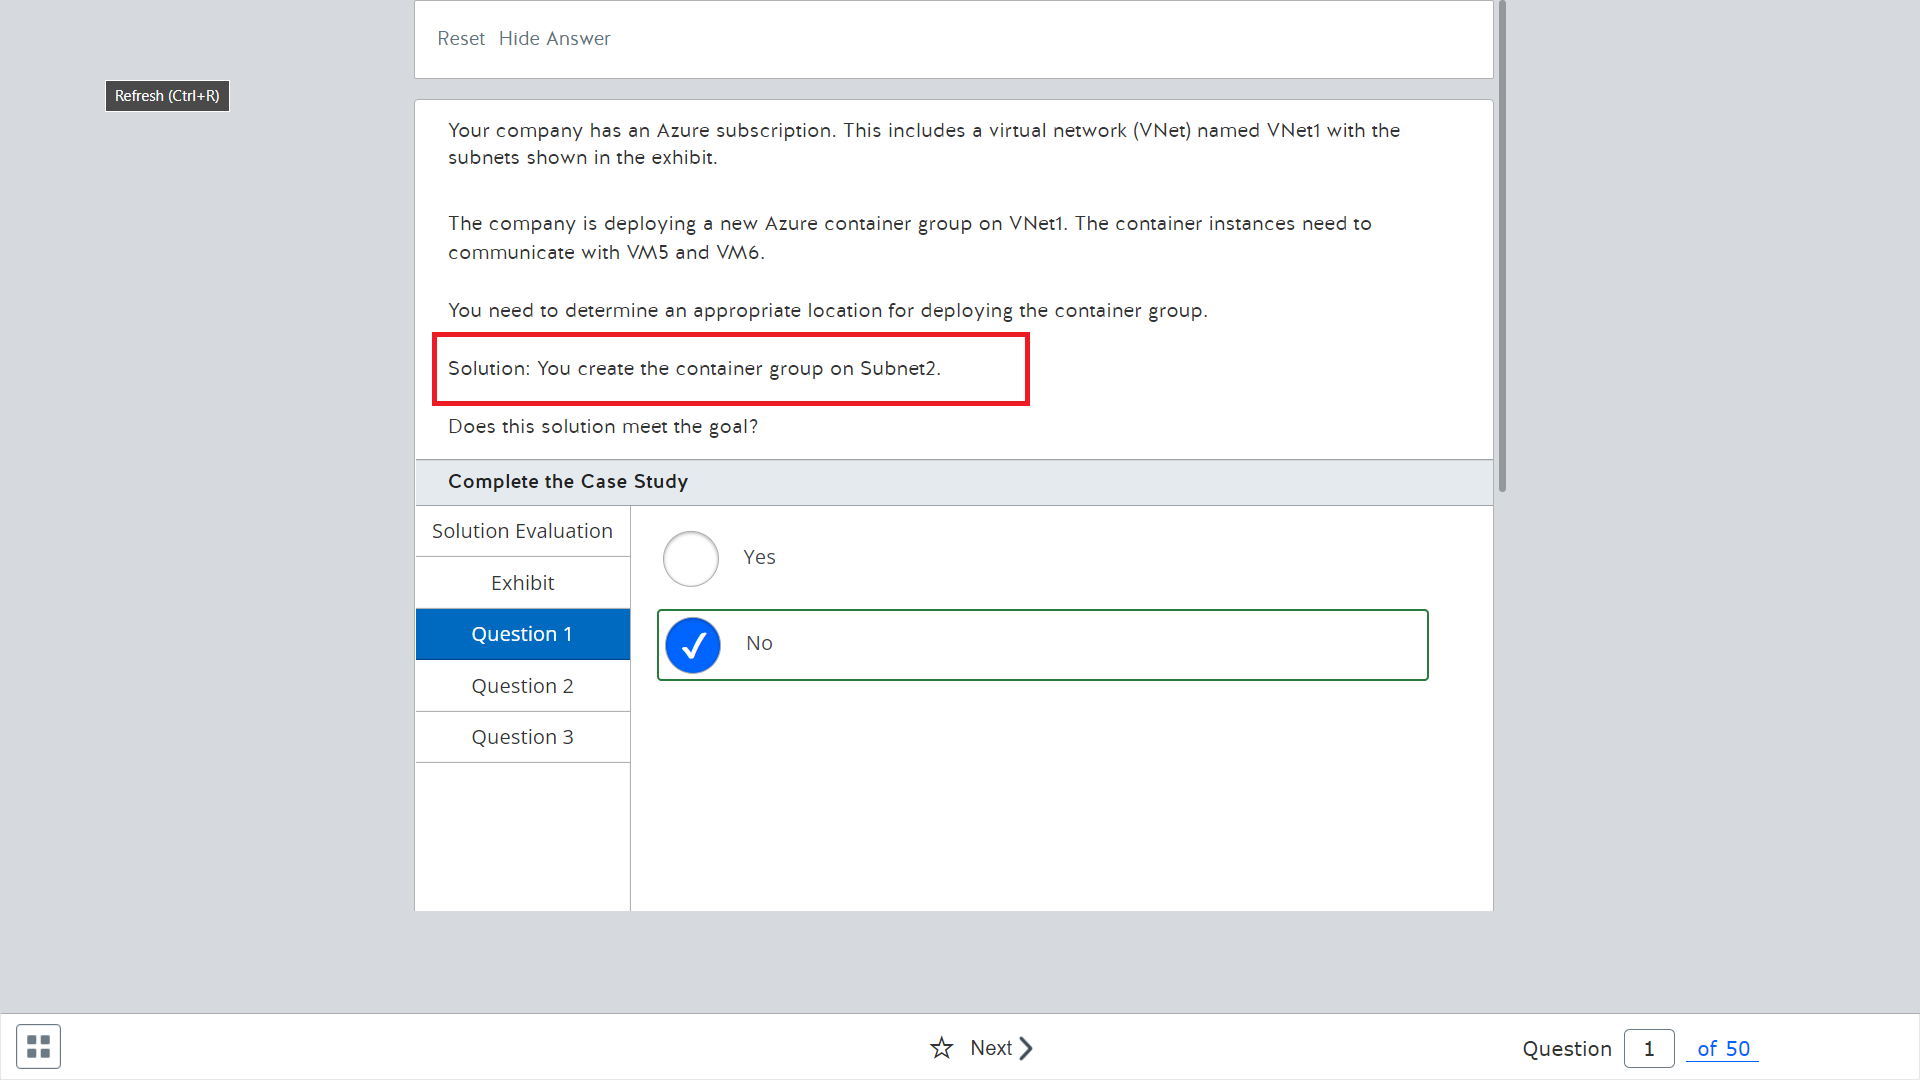 Reset Hide Answer
Refresh (Ctrl+R)
Your company has an Azure subscription. This includes a virtual network (VNet) named VNet1 with the
subnets shown in the exhibit.
The company is deploying a new Azure container group on VNet1. The container instances need to
communicate with VM5 and VM6.
You need to determine an appropriate location for deploying the container group.
Solution: You create the container group on Subnet2.
Does this solution meet the goal?
Complete the Case Study
Solution Evaluation
Exhibit
Question 1
Question 2
Question 3
Yes
No
Next
Question 1 of 50